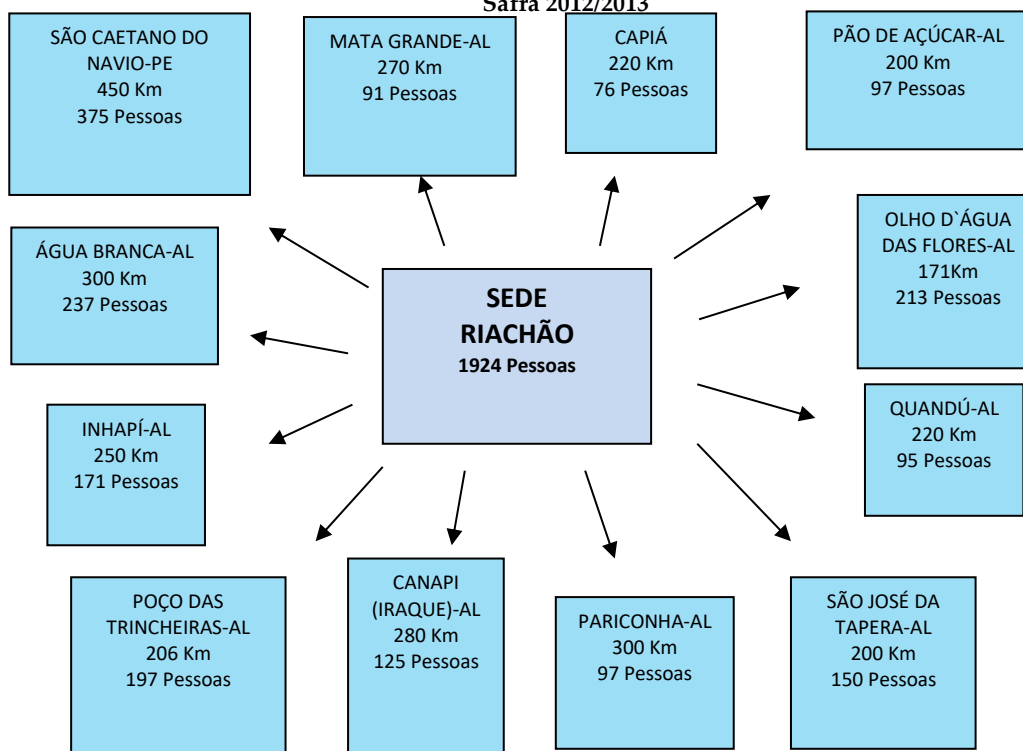 Safra 2012/2013
SÃO CAETANO DO
NAVIO-PE
450 Km
375 Pessoas
MATA GRANDE-AL
270 Km
91 Pessoas
CAPIÁ
220 Km
76 Pessoas
PÃO DE AÇÚCAR-AL
200 Km
97 Pessoas
ÁGUA BRANCA-AL
300 Km
237 Pessoas
SEDE
RIACHÃO
1924 Pessoas
OLHO D`ÁGUA
DAS FLORES-AL
171Km
213 Pessoas
INHAPÍ-AL
250 Km
171 Pessoas
QUANDÚ-AL
220 Km
95 Pessoas
POÇO DAS
TRINCHEIRAS-AL
206 Km
197 Pessoas
CANAPI
(IRAQUE)-AL
280 Km
125 Pessoas
PARICONHA-AL
300 Km
97 Pessoas
SÃO JOSÉ DA
TAPERA-AL
200 Km
150 Pessoas